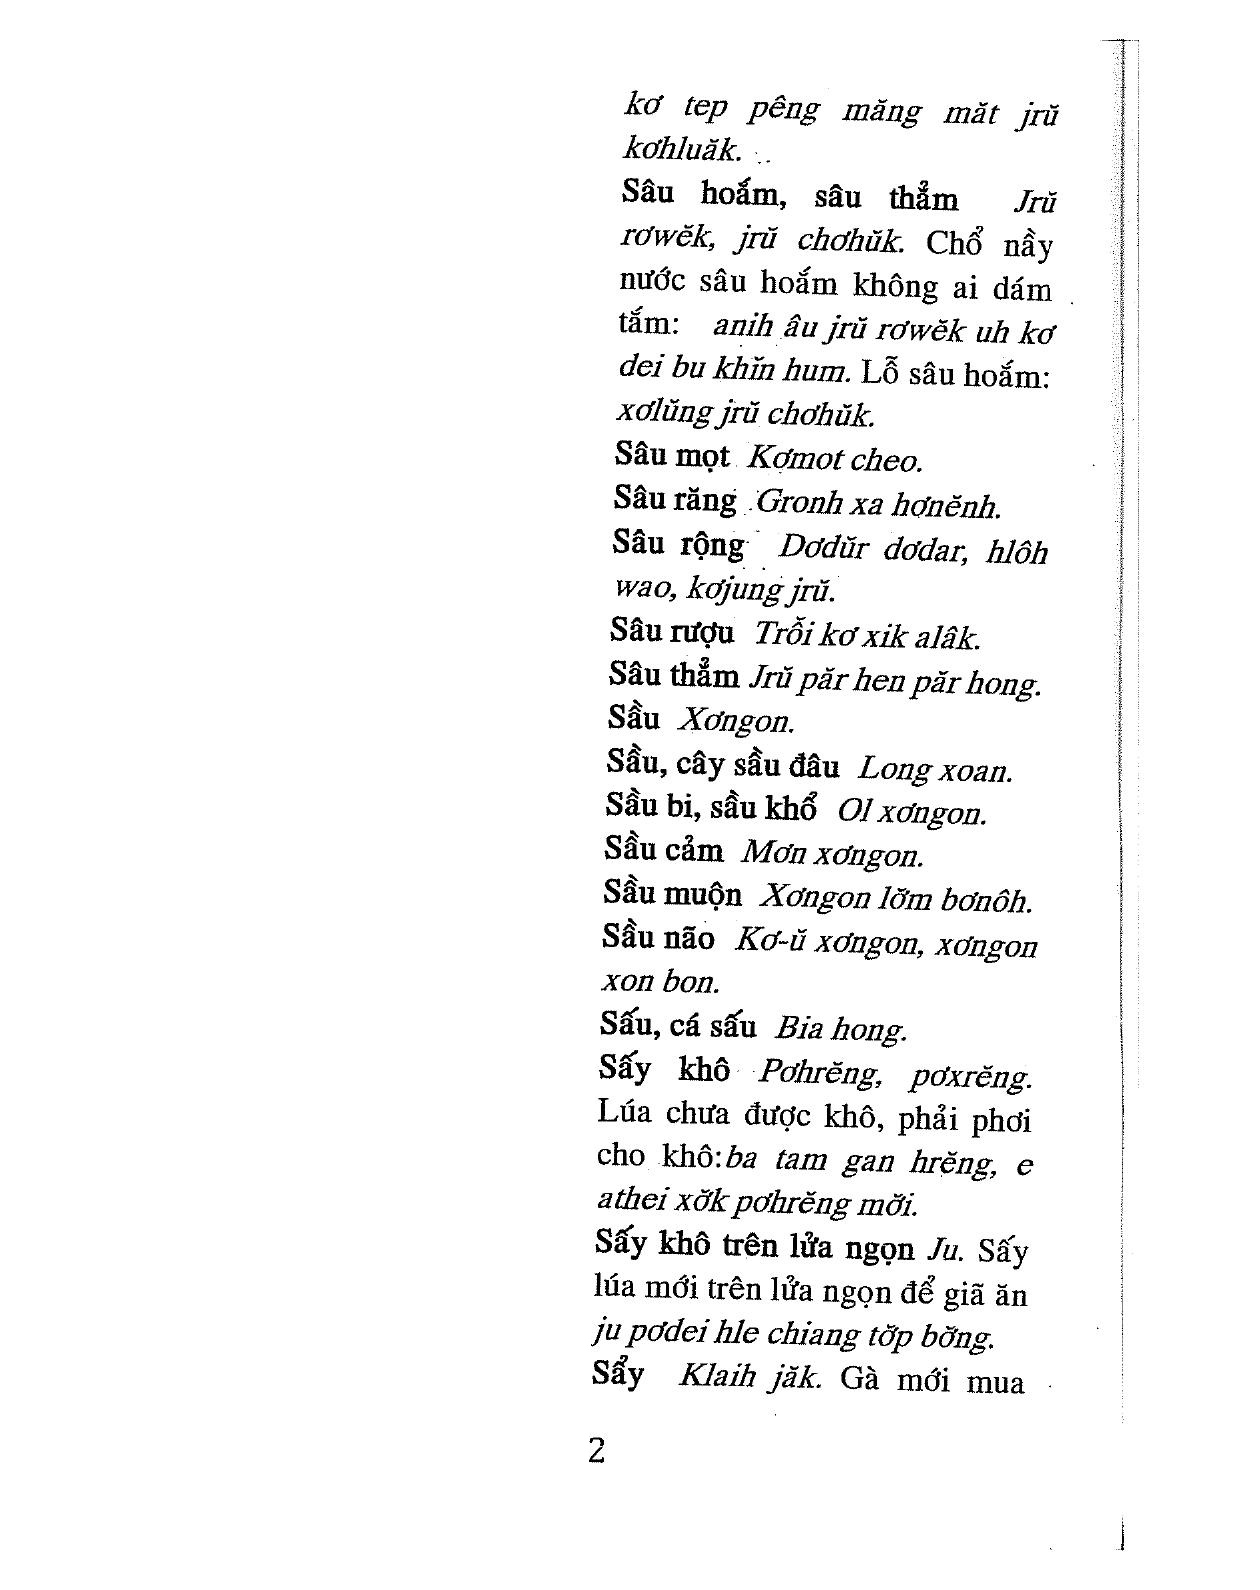 kơ tep pêng măng măt jrŭ
kơhluăk.
Sâu hoắm, sâu thẳm Jrŭ
rơwĕk, jrŭ chơhŭk. Chổ nầy
nước sâu hoắm không ai dám
tắm: anih âu jrŭ rơwĕk uh kơ
dei bu khĭn hum. Lỗ sâu hoắm:
xơlŭng jrŭ chơhŭk.
Sâu mọt Kơmot cheo.
Sâu răng Gronh xa hơnĕnh.
Sâu rộng Dơdŭr dơdar, hlôh
wao, kơjung jrŭ.
Sâu rượu Trô̆i kơ xik alâk.
Sâu thẳm Jrŭ păr hen păr hong.
Sầu Xơngon.
Sầu, cây sầu đâu Long xoan.
Sầu bi, sầu khổ Ol xơngon.
Sầu cảm Mơn xơngon.
Sầu muộn Xơngon lơ̆m bơnôh.
Sầu não Kơ-ŭ xơngon, xơngon
xon bon.
Sấu, cá sấu Bia hong.
Sấy khô Pơhrĕng, pơxrĕng.
Lúa chưa được khô, phải phơi
cho khô:ba tam gan hrĕng, e
athei xơ̆k pơhrĕng mơ̆i.
Sấy khô trên lửa ngọn Ju. Sấy
lúa mới trên lửa ngọn để giã ăn
ju pơdei hle chiang tơ̆p bơ̆ng.
Sẩy Klaih jăk. Gà mới mua
2